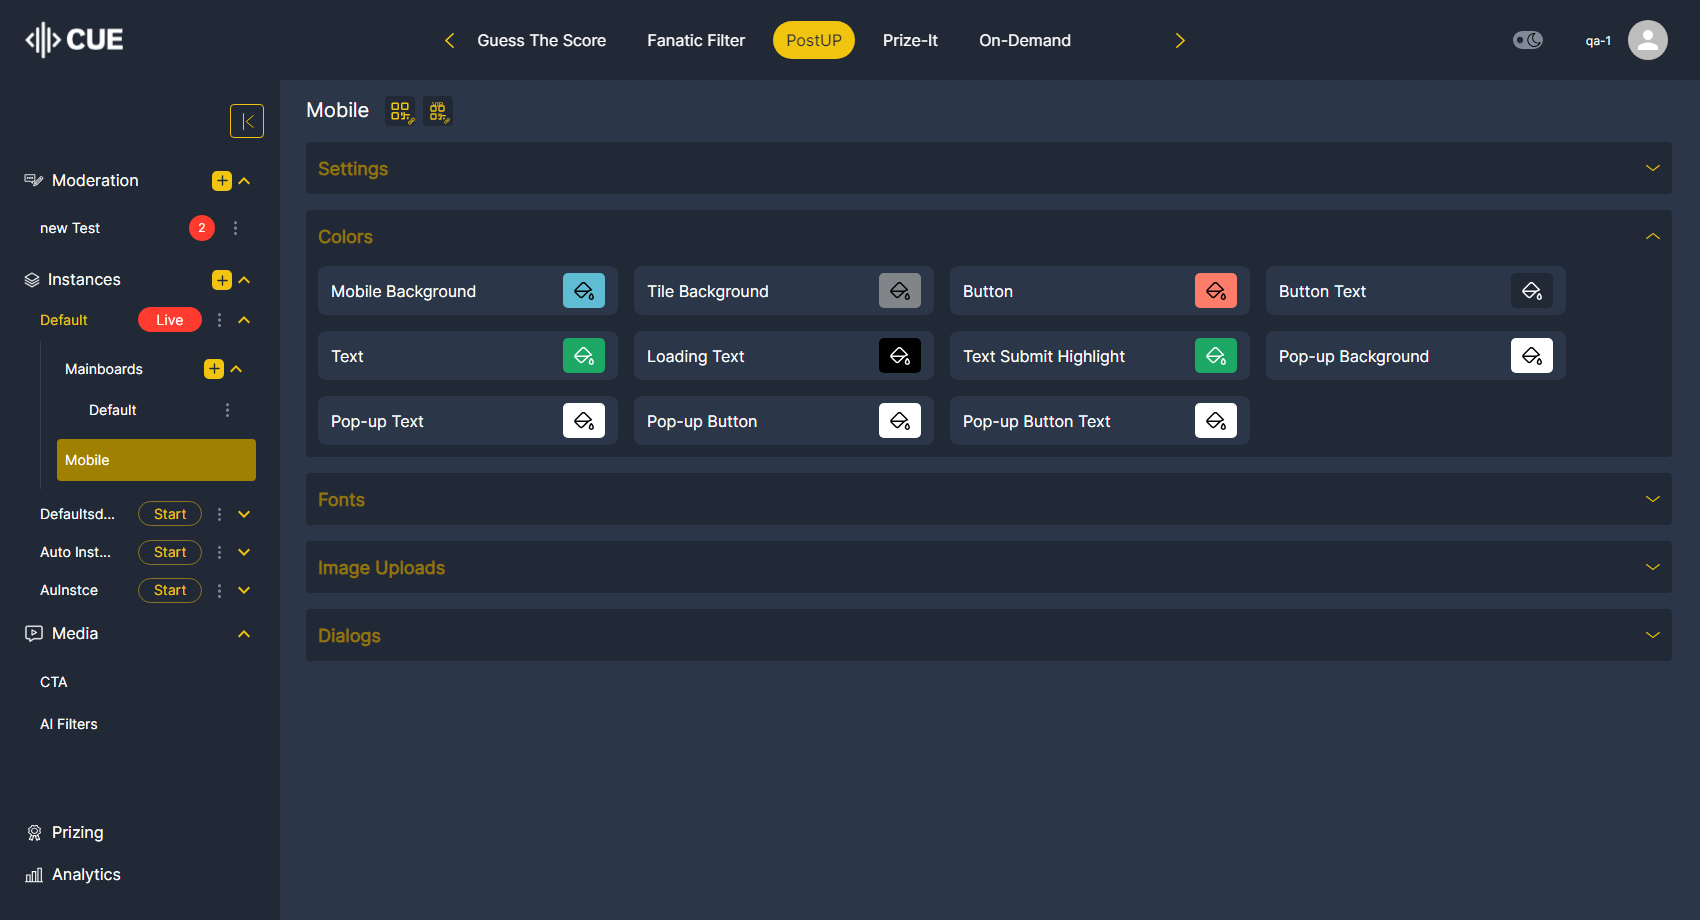 CUE
Guess The Score
Fanatic Filter
PostUP
Prize-It
On-Demand
qa-1
Moderation
new Test
2
Instances
Default
Live
Mainboards
Default
Mobile
Defaultsd...
Start
Auto Inst...
Start
AuInstce
Start
Media
CTA
AI Filters
Prizing
Analytics
Mobile
VIP
Settings
Colors
Mobile Background
Tile Background
Button
Button Text
Text
Loading Text
Text Submit Highlight
Pop-up Background
Pop-up Text
Pop-up Button
Pop-up Button Text
Fonts
Image Uploads
Dialogs